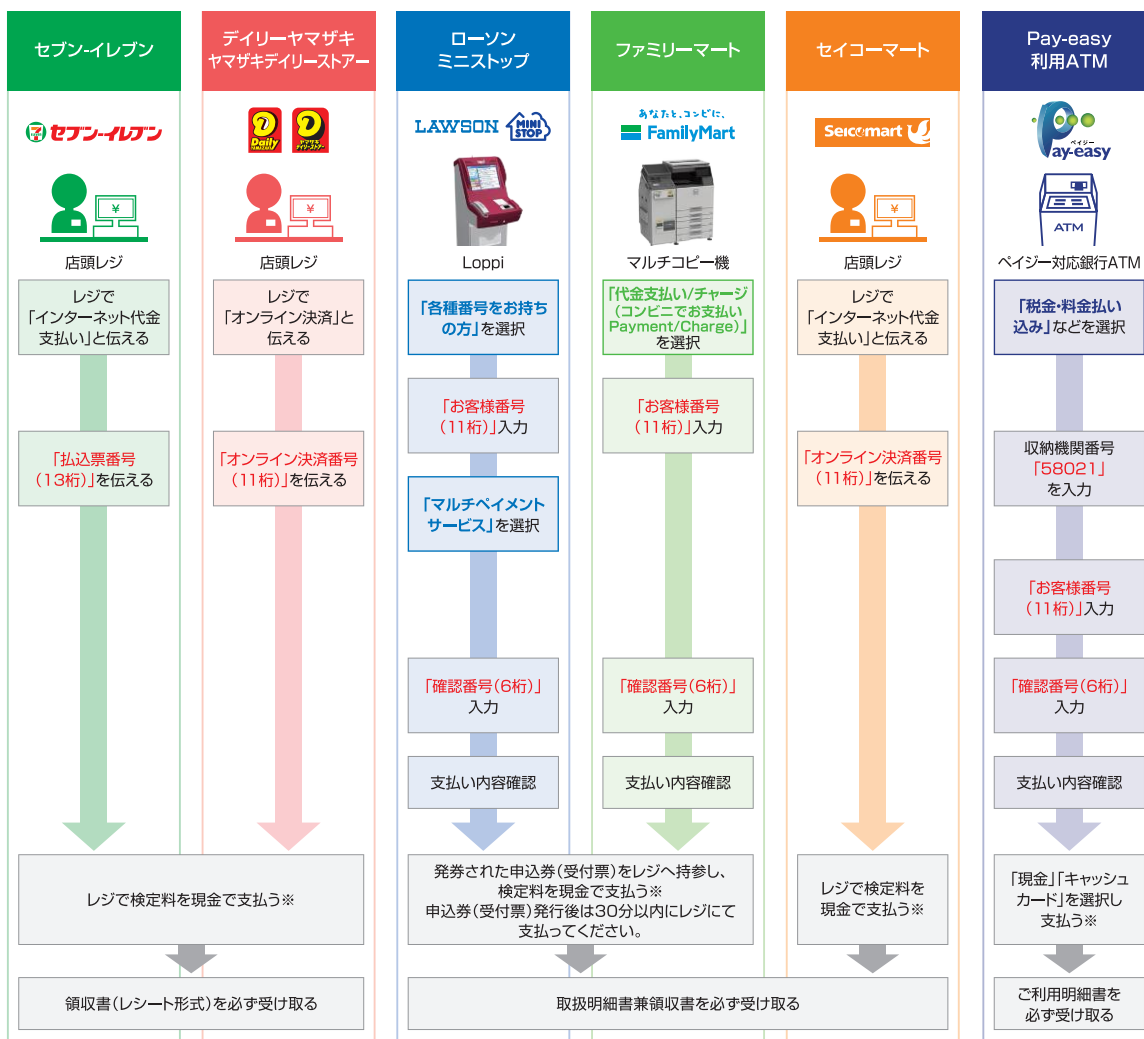 セブン-イレブン
セブン-イレブン
¥
店頭レジ
レジで
「インターネット代金
支払い」と伝える
「払込票番号
(13桁)」を伝える
デイリーヤマザキ
ヤマザキデイリーストアー
Daily
YAMAZAKI
ヤマザキ
デイリーストアー
¥
店頭レジ
レジで
「オンライン決済」と
伝える
「オンライン決済番号
(11桁)」を伝える
レジで検定料を現金で支払う※
領収書(レシート形式)を必ず受け取る
ローソン
ミニストップ
LAWSON
MINI
STOP
Loppi
「各種番号をお持ち
の方」を選択
「お客様番号
(11桁)」入力
「マルチペイメント
サービス」を選択
「確認番号(6桁)」
入力
支払い内容確認
ファミリーマート
あなたと、コンビに、
FamilyMart
マルチコピー機
「代金支払い/チャージ
(コンビニでお支払い
Payment/Charge)」
を選択
「お客様番号
(11桁)」入力
「確認番号(6桁)」
入力
支払い内容確認
発券された申込券(受付票)をレジへ持参し、
検定料を現金で支払う※
申込券(受付票)発行後は30分以内にレジにて
支払ってください。
セイコーマート
Seicomart
¥
店頭レジ
レジで
「インターネット代金
支払い」と伝える
「オンライン決済番号
(11桁)」を伝える
レジで検定料を
現金で支払う※
取扱明細書兼領収書を必ず受け取る
Pay-easy
利用ATM
ペイジー
Pay-easy
ATM
ペイジー対応銀行ATM
「税金・料金払い
込み」などを選択
収納機関番号
「58021」
を入力
「お客様番号
(11桁)」入力
「確認番号(6桁)」
入力
支払い内容確認
「現金」「キャッシュ
カード」を選択し
支払う※
ご利用明細書を
必ず受け取る